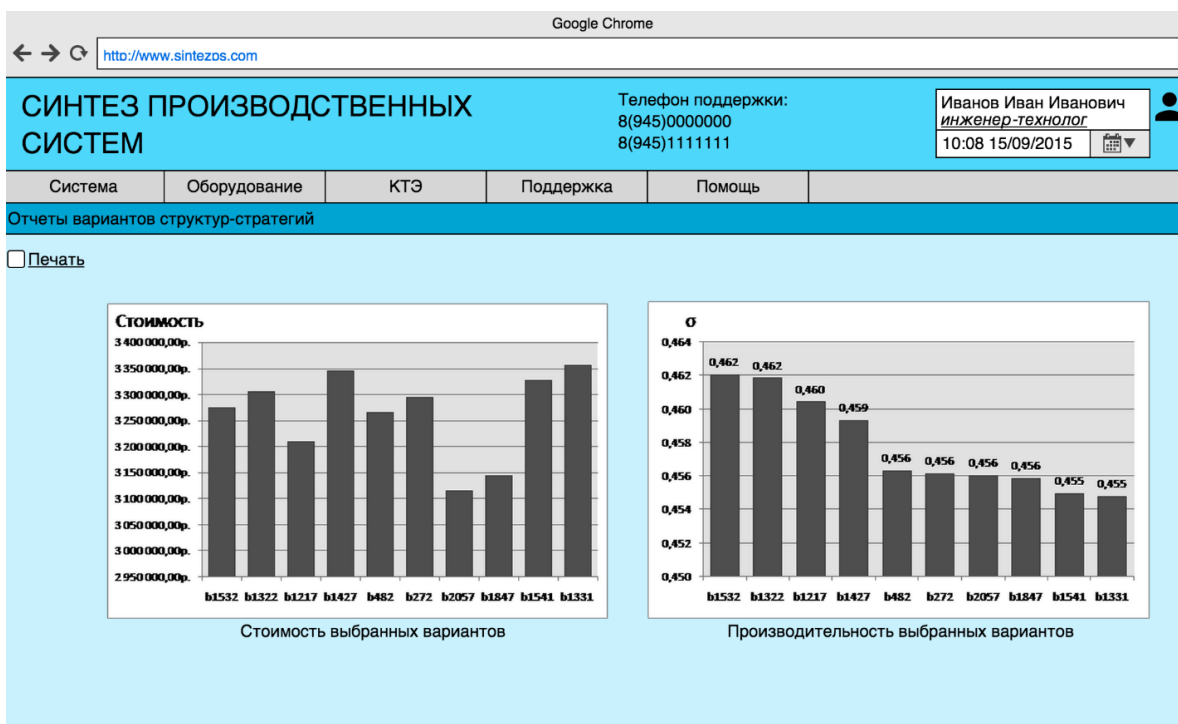 Google Chrome
http://www.sintezps.com
СИНТЕЗ ПРОИЗВОДСТВЕННЫХ
СИСТЕМ
Телефон поддержки:
8(945)0000000
8(945)1111111
Иванов Иван Иванович
инженер-технолог
10:08 15/09/2015
Система Оборудование КТЭ Поддержка Помощь
Отчеты вариантов структур-стратегий
Печать
Стоимость
3 400 000,00р.
3 350 000,00р.
3 300 000,00р.
3 250 000,00р.
3 200 000,00р.
3 150 000,00р.
3 100 000,00р.
3 050 000,00р.
3 000 000,00р.
2 950 000,00р.
b1532 b1322 b1217 b1427 b482 b272 b2057 b1847 b1541 b1331
Стоимость выбранных вариантов
σ
0,464
0,462
0,460
0,458
0,456
0,454
0,452
0,450
0,462 0,462 0,460 0,459 0,456 0,456 0,456 0,456 0,455 0,455
b1532 b1322 b1217 b1427 b482 b272 b2057 b1847 b1541 b1331
Производительность выбранных вариантов